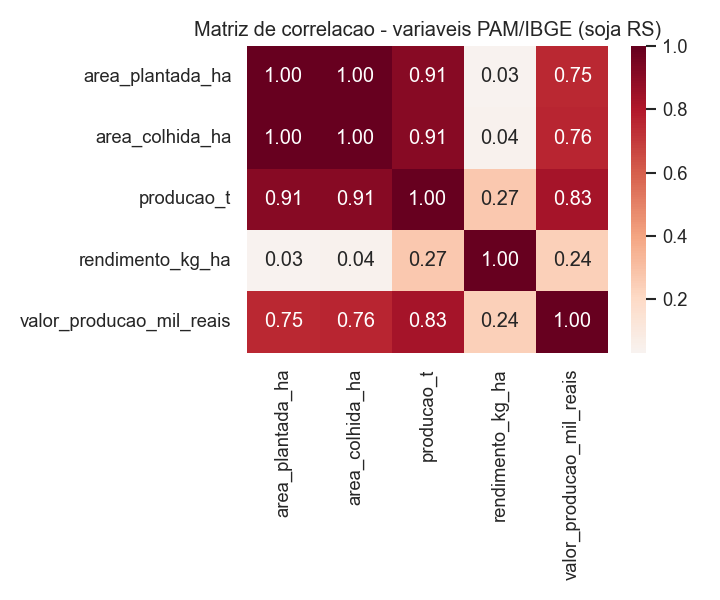 Matriz de correlacao - variaveis PAM/IBGE (soja RS)
area_plantada_ha 1.00 1.00 0.91 0.03 0.75
area_colhida_ha 1.00 1.00 0.91 0.04 0.76
producao_t 0.91 0.91 1.00 0.27 0.83
rendimento_kg_ha 0.03 0.04 0.27 1.00 0.24
valor_producao_mil_reais 0.75 0.76 0.83 0.24 1.00
area_plantada_ha
area_colhida_ha
producao_t
rendimento_kg_ha
valor_producao_mil_reais
1.0
0.8
0.6
0.4
0.2